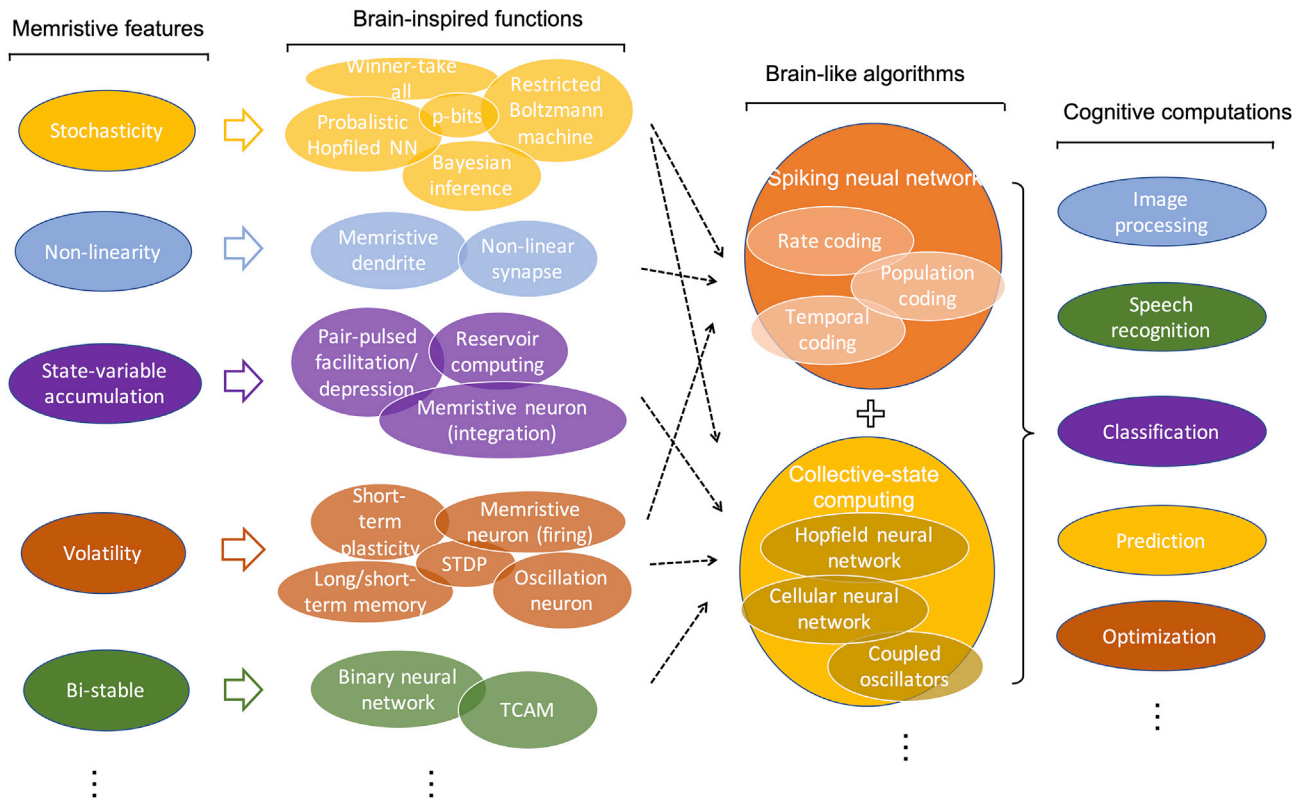 Memristive features
Brain-inspired functions
Brain-like algorithms
Cognitive computations
Stochasticity
Winner-take
all
p-bits
Restricted
Boltzmann
machine
Probalistic
Hopfiled NN
Bayesian
inference
Non-linearity
Memristive
dendrite
Non-linear
synapse
State-variable
accumulation
Pair-pulsed
facilitation/
depression
Reservoir
computing
Memristive neuron
(integration)
Volatility
Short-
term
plasticity
Memristive
neuron (firing)
STDP
Long/short-
term memory
Oscillation
neuron
Bi-stable
Binary neural
network
TCAM
Spiking neual network
Rate coding
Population
coding
Temporal
coding
Collective-state
computing
Hopfield neural
network
Cellular neural
network
Coupled
oscillators
Image
processing
Speech
recognition
Classification
Prediction
Optimization